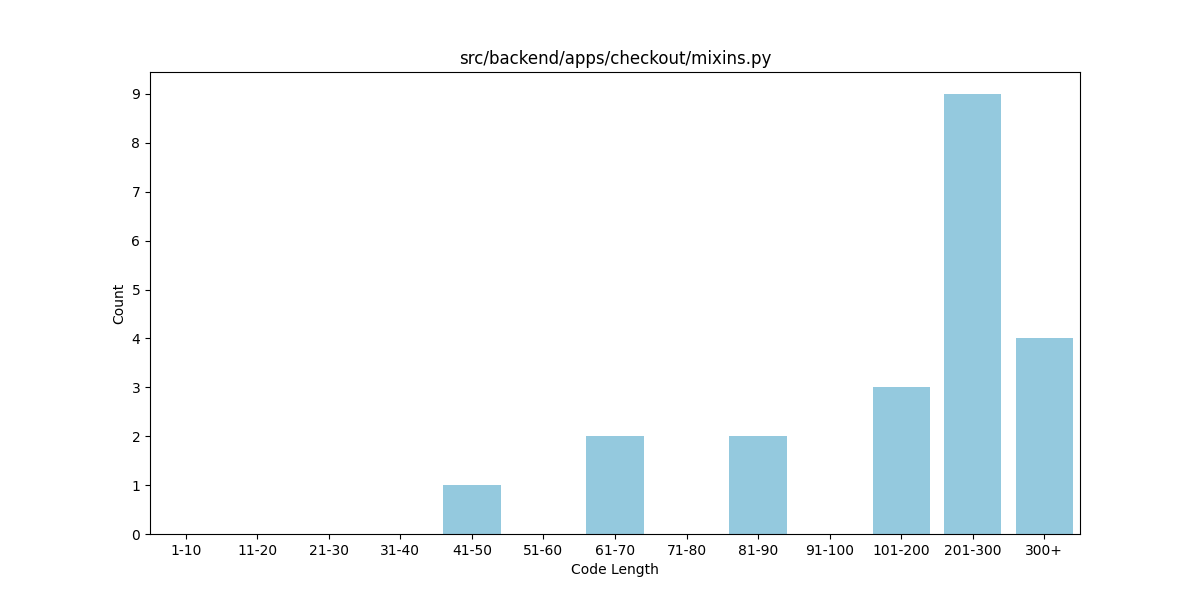 src/backend/apps/checkout/mixins.py
9
8
7
6
5
4
3
2
1
0
Count
1-10 11-20 21-30 31-40 41-50 51-60 61-70 71-80 81-90 91-100 101-200 201-300 300+
Code Length